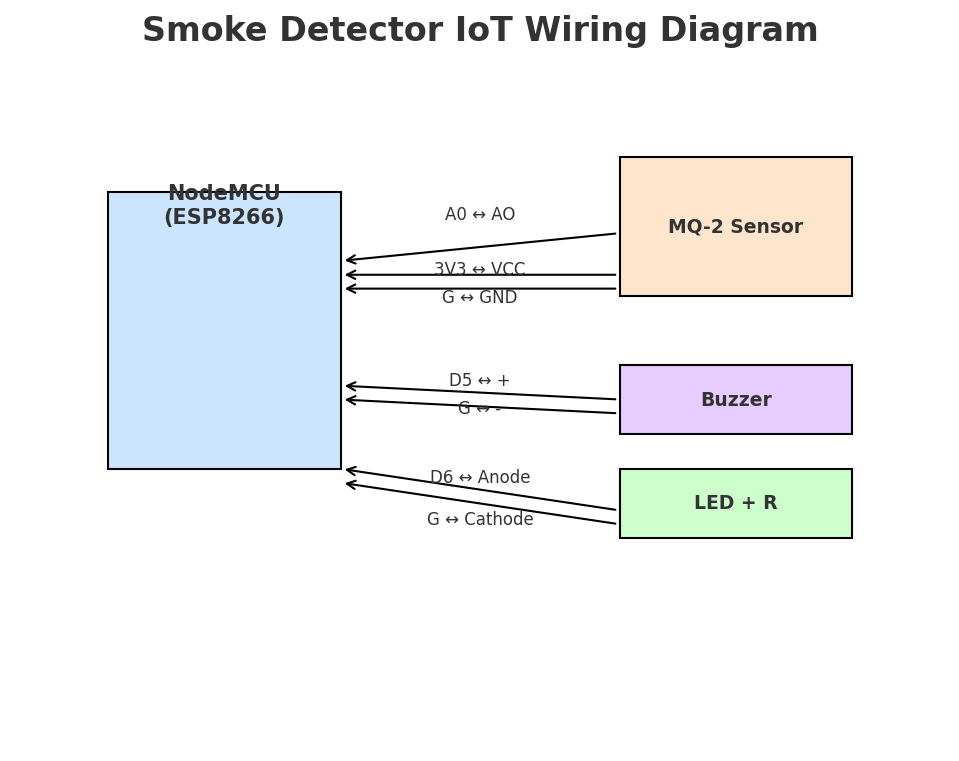 Smoke Detector IoT Wiring Diagram
NodeMCU
(ESP8266)
A0 ↔ AO
3V3 ↔ VCC
G ↔ GND
MQ-2 Sensor
D5 ↔ +
G ↔ -
Buzzer
D6 ↔ Anode
G ↔ Cathode
LED + R